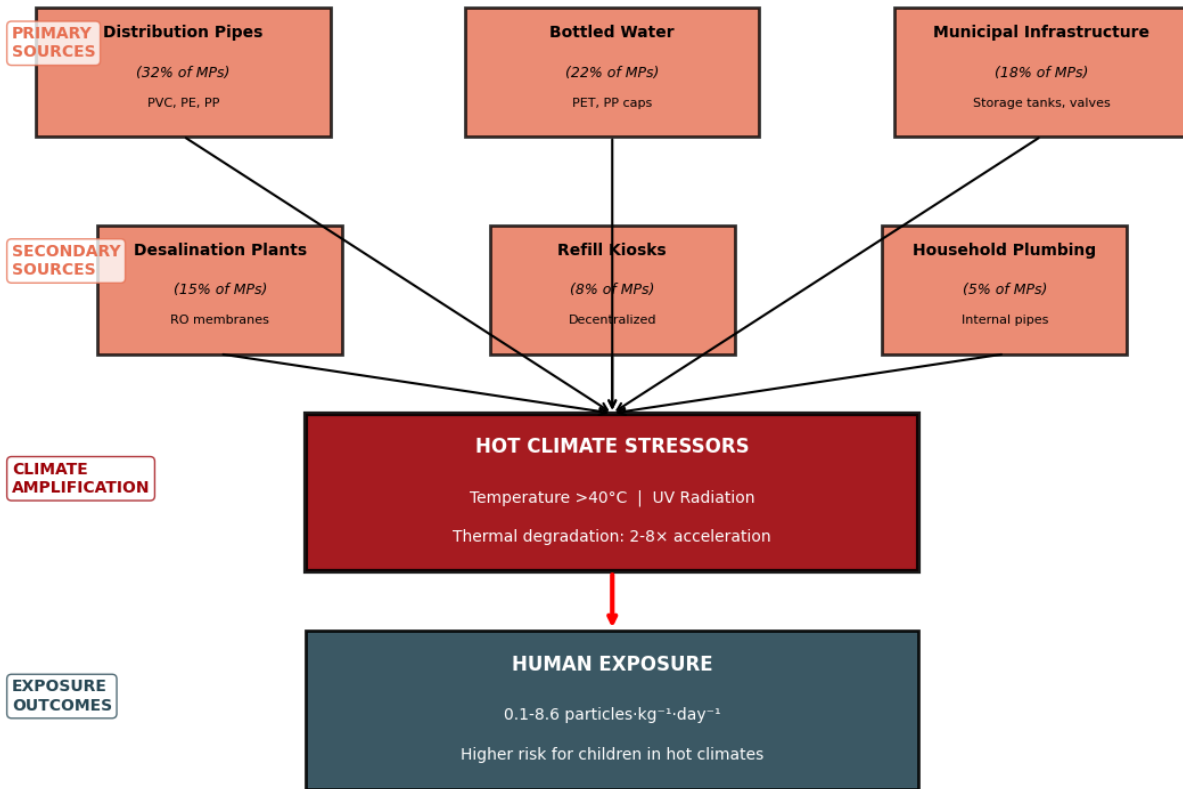 PRIMARY
SOURCES
Distribution Pipes
(32% of MPs)
PVC, PE, PP
Bottled Water
(22% of MPs)
PET, PP caps
Municipal Infrastructure
(18% of MPs)
Storage tanks, valves
SECONDARY
SOURCES
Desalination Plants
(15% of MPs)
RO membranes
Refill Kiosks
(8% of MPs)
Decentralized
Household Plumbing
(5% of MPs)
Internal pipes
CLIMATE
AMPLIFICATION
HOT CLIMATE STRESSORS
Temperature >40°C | UV Radiation
Thermal degradation: 2-8× acceleration
EXPOSURE
OUTCOMES
HUMAN EXPOSURE
0.1-8.6 particles·kg⁻¹·day⁻¹
Higher risk for children in hot climates